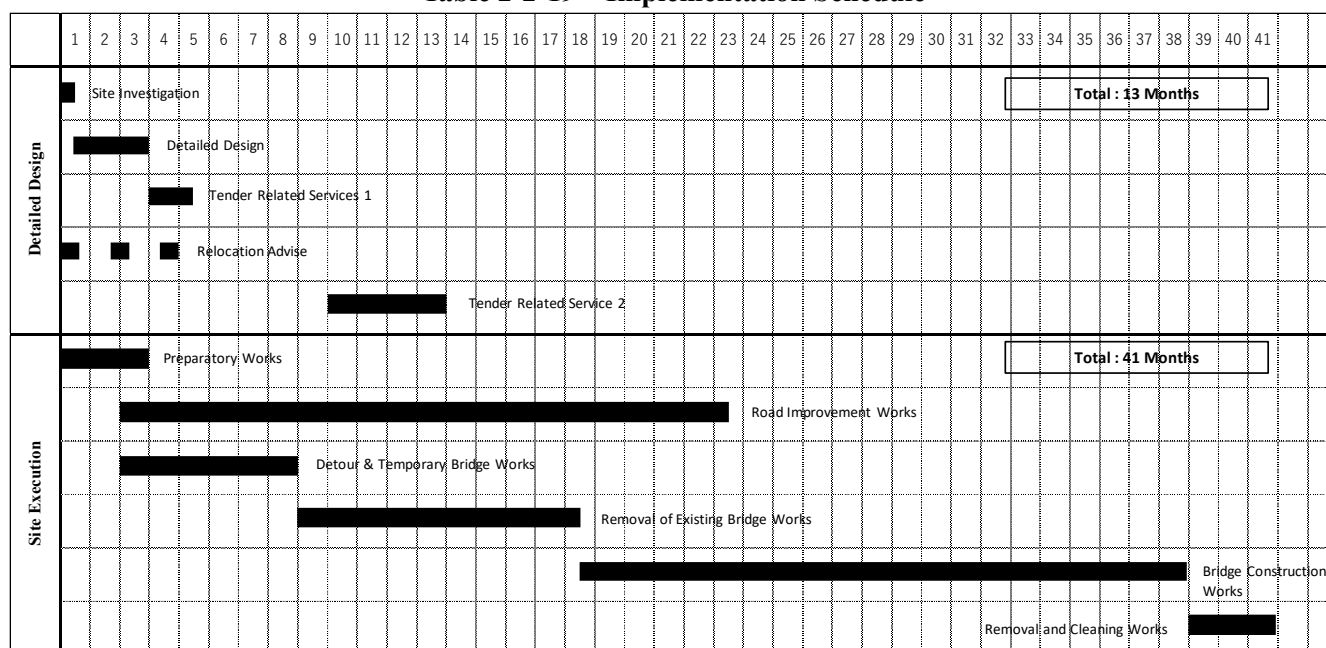 Table 2-2-19 Implementation Schedule
1 2 3 4 5 6 7 8 9 10 11 12 13 14 15 16 17 18 19 20 21 22 23 24 25 26 27 28 29 30 31 32 33 34 35 36 37 38 39 40 41
Detailed Design
Site Investigation
Total : 13 Months
Detailed Design
Tender Related Services 1
Relocation Advise
Tender Related Service 2
Site Execution
Preparatory Works
Total : 41 Months
Road Improvement Works
Detour & Temporary Bridge Works
Removal of Existing Bridge Works
Bridge Construction
Works
Removal and Cleaning Works